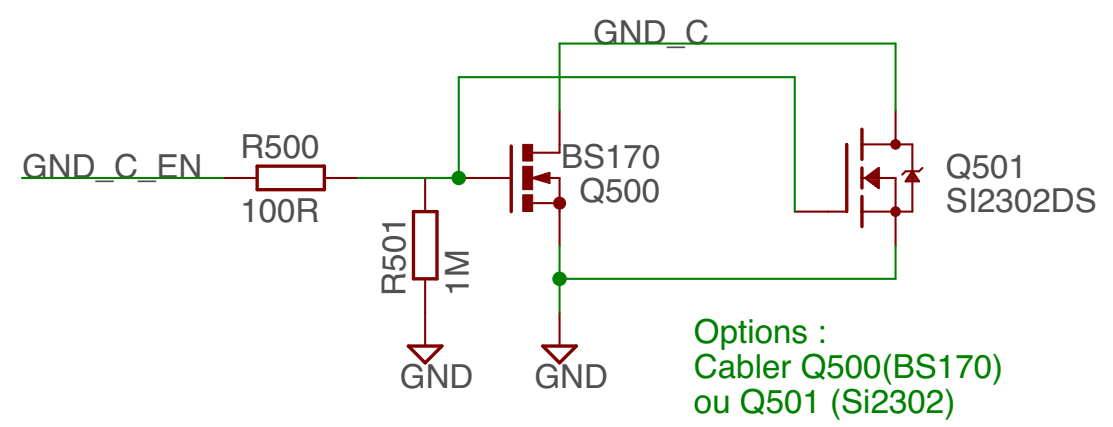 GND_C
GND_C_EN
R500
100R
R501
1M
BS170
Q500
Q501
SI2302DS
GND
GND
Options :
Cabler Q500(BS170)
ou Q501 (Si2302)